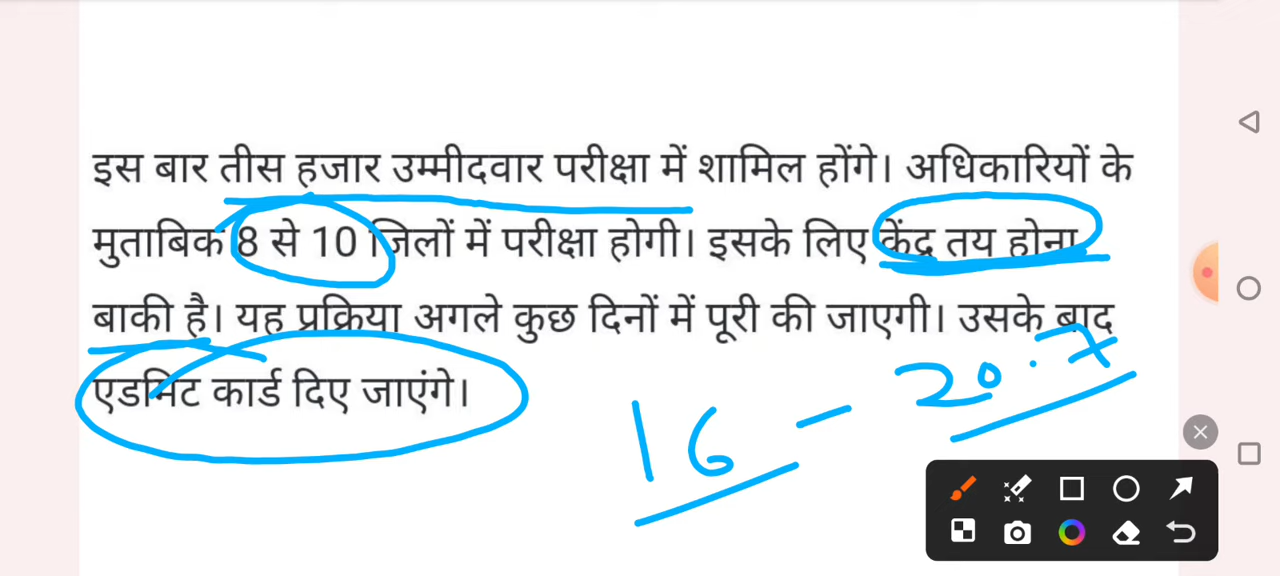 इस बार तीस हजार उम्मीदवार परीक्षा में शामिल होंगे। अधिकारियों के
मुताबिक 8 से 10 जिलों में परीक्षा होगी। इसके लिए केंद्र तय होना
बाकी है। यह प्रक्रिया अगले कुछ दिनों में पूरी की जाएगी। उसके बाद
एडमिट कार्ड दिए जाएंगे।
16 - 20.7